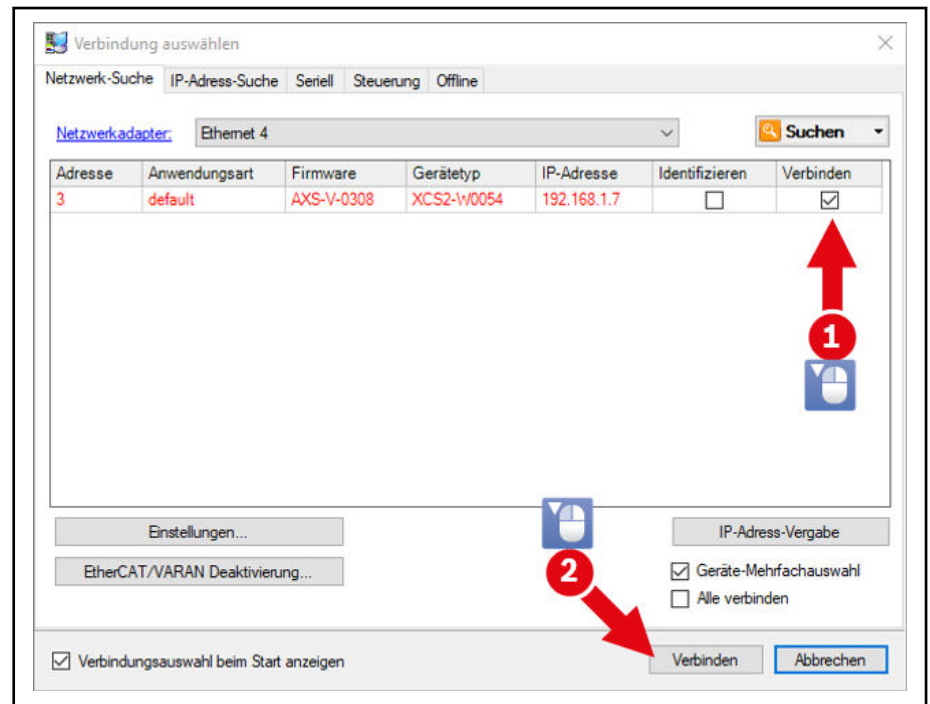 Verbindung auswählen
Netzwerk-Suche IP-Adress-Suche Seriell Steuerung Offline
Netzwerkadapter: Ethernet 4 Suchen
Adresse Anwendungsart Firmware Gerätetyp IP-Adresse Identifizieren Verbinden
3 default AXS-V-0308 XCS2-W0054 192.168.1.7
1
Einstellungen... IP-Adress-Vergabe
EtherCAT/VARAN Deaktivierung... 2 Geräte-Mehrfachauswahl
Alle verbinden
Verbindungsauswahl beim Start anzeigen Verbinden Abbrechen